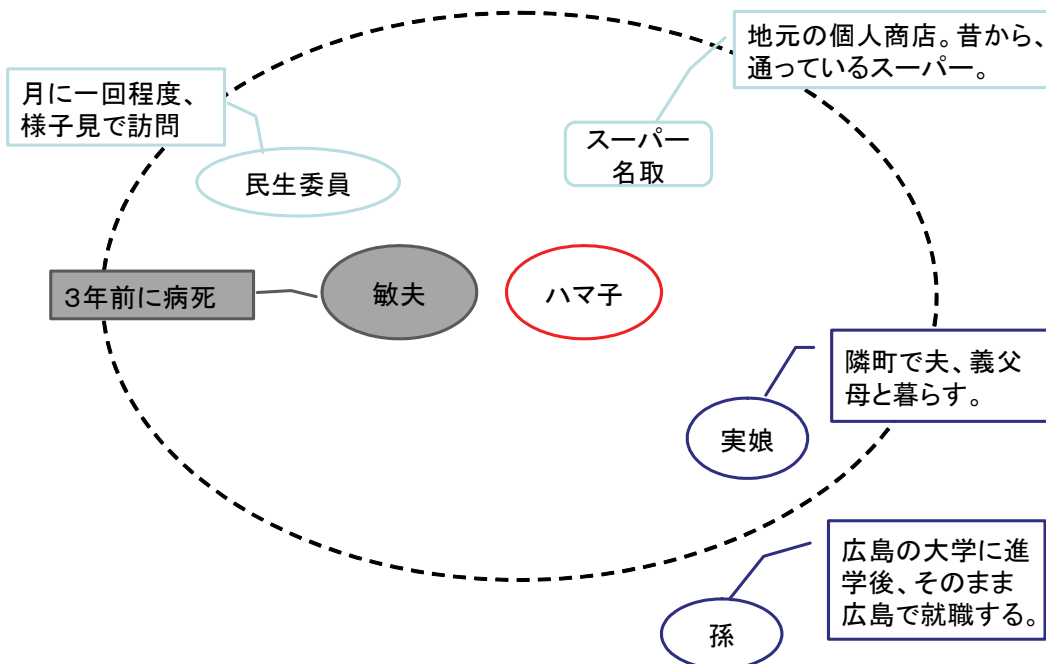 地元の個人商店。昔から、
通っているスーパー。
月に一回程度、
様子見で訪問
スーパー
名取
民生委員
３年前に病死
敏夫
ハマ子
隣町で夫、義父
母と暮らす。
実娘
広島の大学に進
学後、そのまま
広島で就職する。
孫